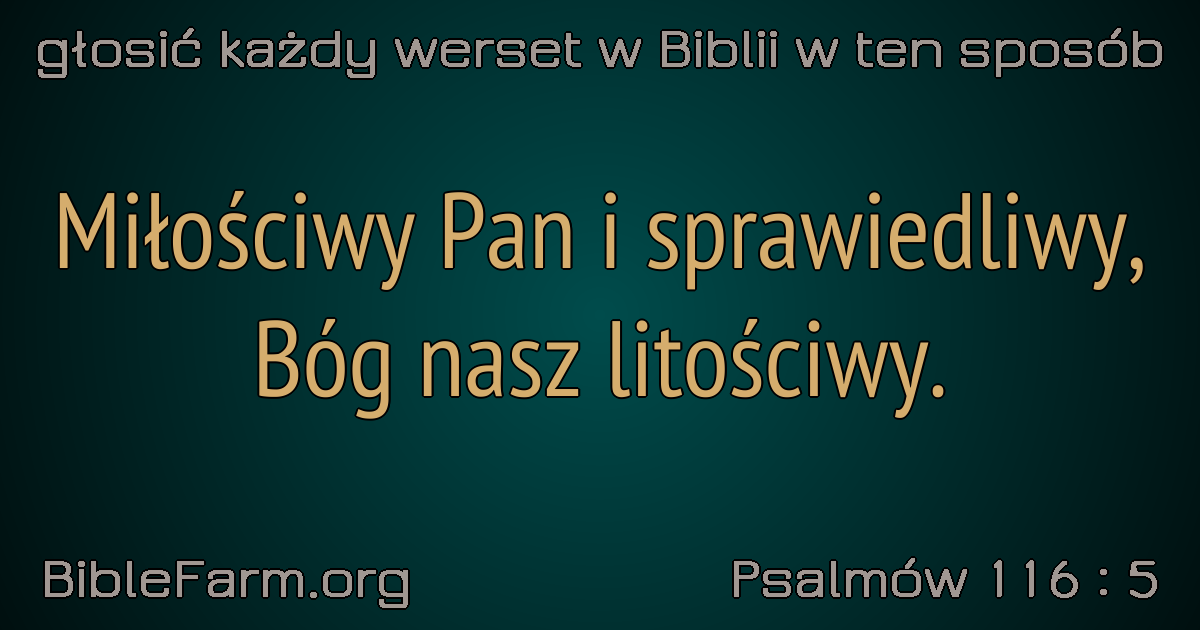 głosić każdy werset w Biblii w ten sposób
Miłościwy Pan i sprawiedliwy,
Bóg nasz litościwy.
BibleFarm.org
Psalmów 116 : 5